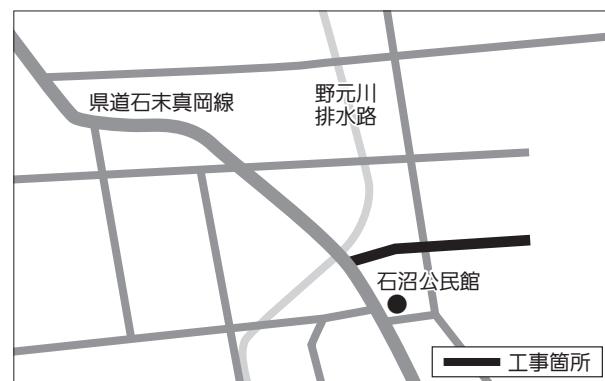 県道石末真岡線
野元川
排水路
石沼公民館
工事箇所